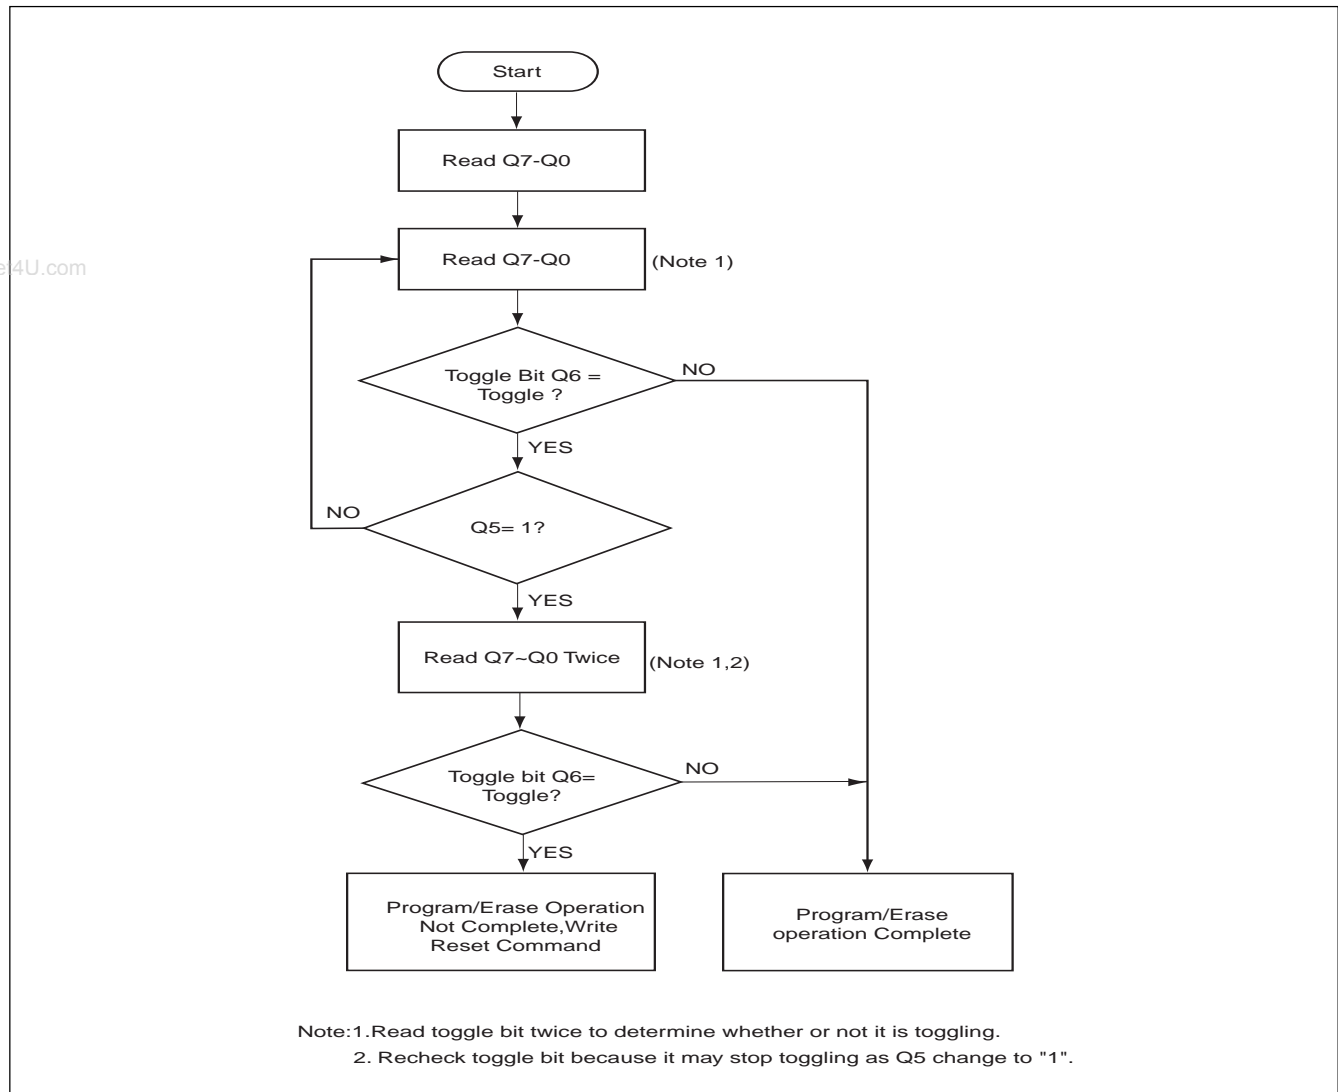 Start
Read Q7-Q0
et4U.com
Read Q7-Q0
(Note 1)
Toggle Bit Q6 =
Toggle ?
NO
YES
NO
Q5= 1?
YES
Read Q7~Q0 Twice
(Note 1,2)
Toggle bit Q6=
Toggle?
NO
YES
Program/Erase Operation
Not Complete,Write
Reset Command
Program/Erase
operation Complete
Note:1.Read toggle bit twice to determine whether or not it is toggling.
2. Recheck toggle bit because it may stop toggling as Q5 change to "1".